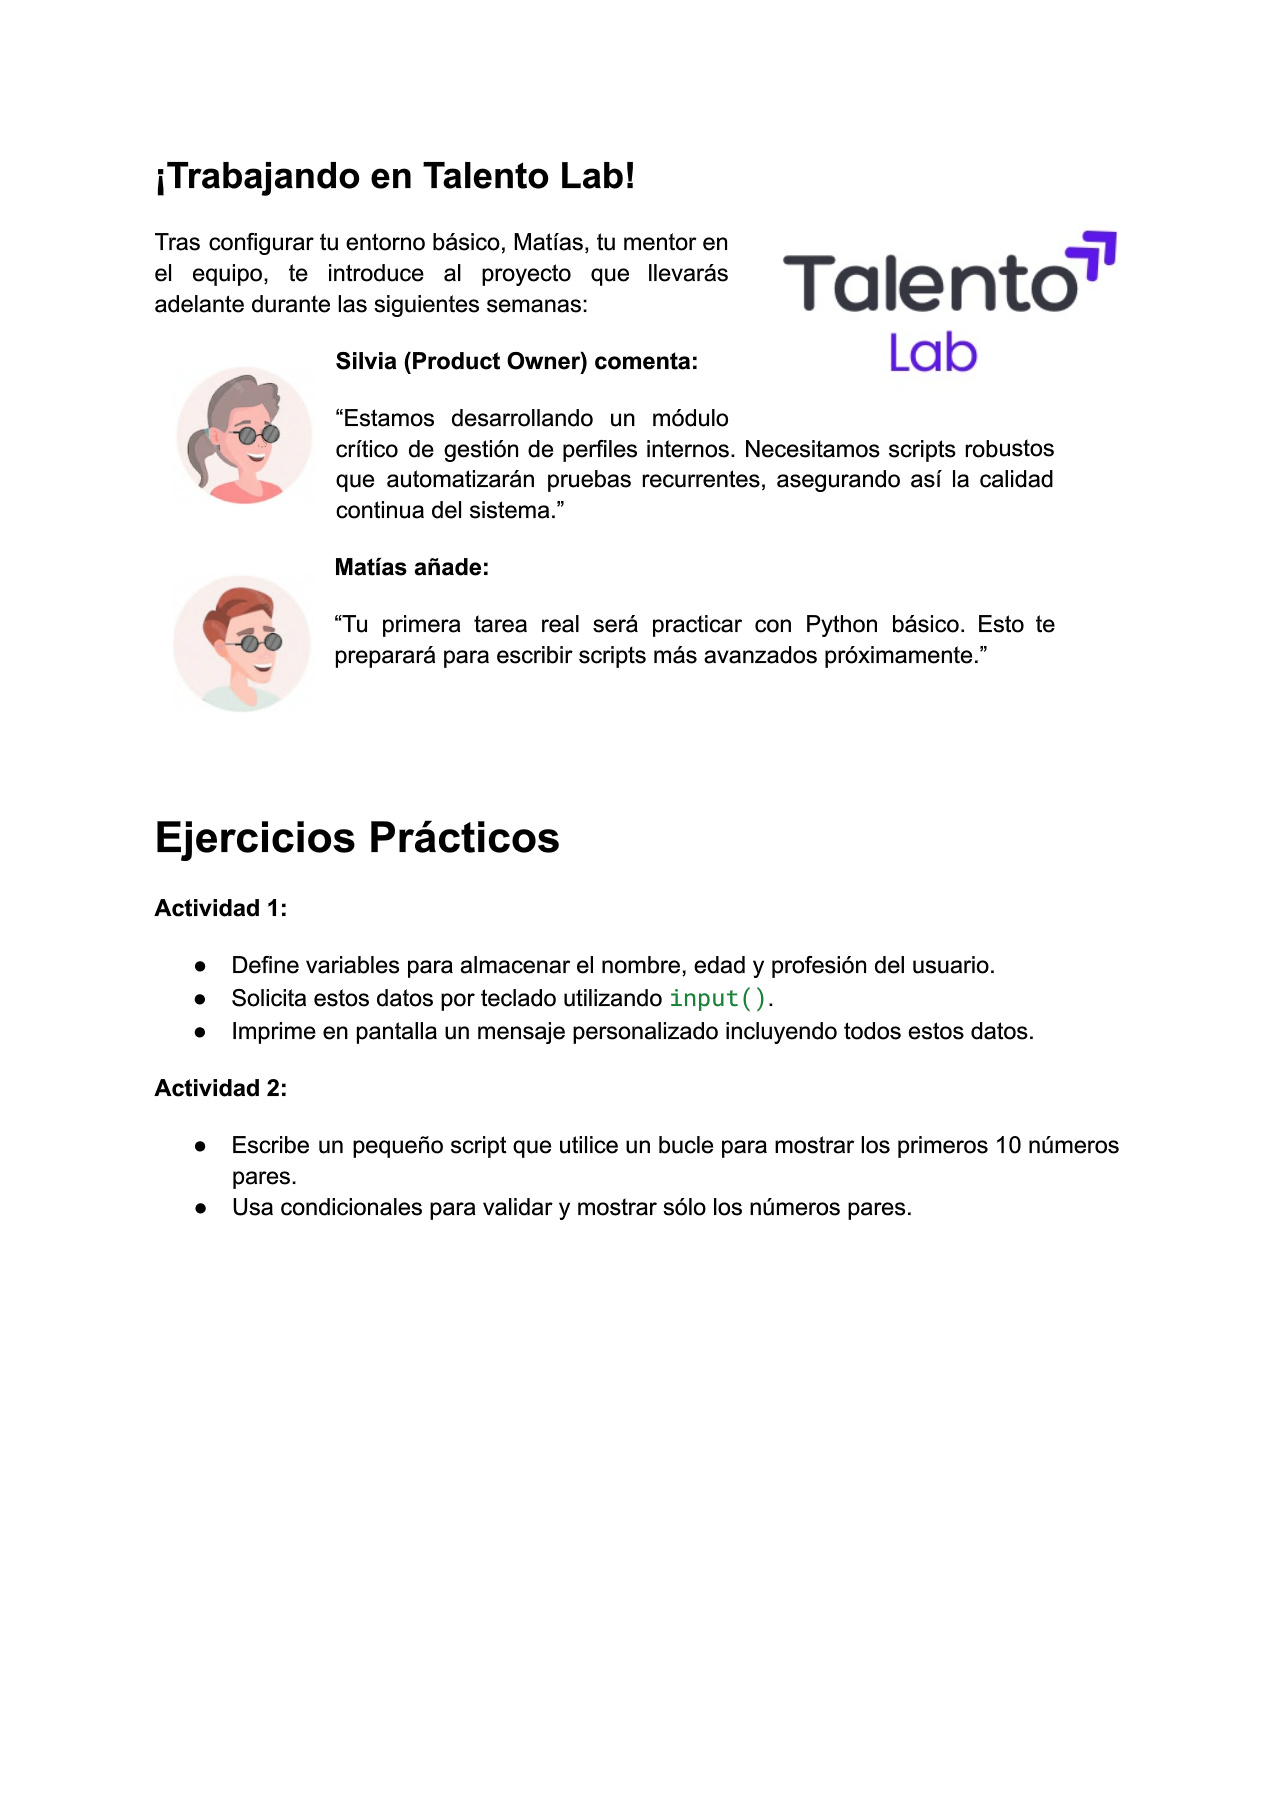 ¡Trabajando en Talento Lab!
Tras configurar tu entorno básico, Matías, tu mentor en
el equipo, te introduce al proyecto que llevarás
adelante durante las siguientes semanas:
Talento
Lab
Silvia (Product Owner) comenta:
“Estamos desarrollando un módulo
crítico de gestión de perfiles internos. Necesitamos scripts robustos
que automatizarán pruebas recurrentes, asegurando así la calidad
continua del sistema.”
Matías añade:
“Tu primera tarea real será practicar con Python básico. Esto te
preparará para escribir scripts más avanzados próximamente.”
Ejercicios Prácticos
Actividad 1:
● Define variables para almacenar el nombre, edad y profesión del usuario.
● Solicita estos datos por teclado utilizando input().
● Imprime en pantalla un mensaje personalizado incluyendo todos estos datos.
Actividad 2:
● Escribe un pequeño script que utilice un bucle para mostrar los primeros 10 números
pares.
● Usa condicionales para validar y mostrar sólo los números pares.